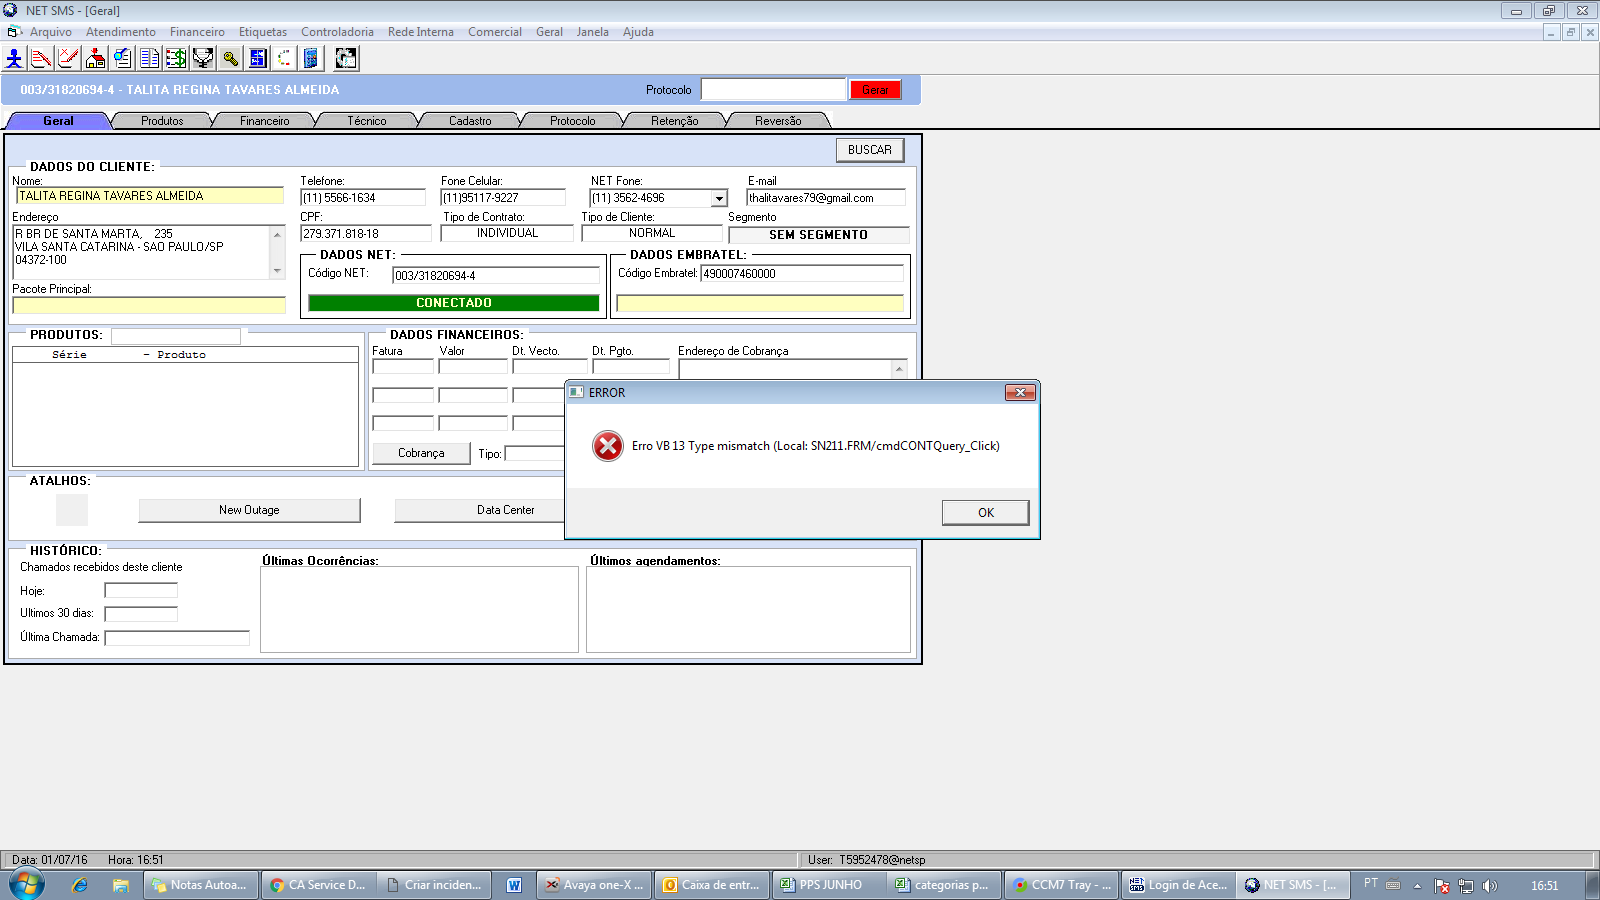 NET SMS - [Geral]
Arquivo Atendimento Financeiro Etiquetas Controladoria Rede Interna Comercial Geral Janela Ajuda
003/31820694-4 - TALITA REGINA TAVARES ALMEIDA
Protocolo
Gerar
Geral Produtos Financeiro Técnico Cadastro Protocolo Retenção Reversão
BUSCAR
DADOS DO CLIENTE:
Nome: Telefone: Fone Celular: NET Fone: E-mail
TALITA REGINA TAVARES ALMEIDA (11) 5566-1634 (11)95117-9227 (11) 3562-4696 thalitavares79@gmail.com
Endereço CPF: Tipo de Contrato: Tipo de Cliente: Segmento
R BR DE SANTA MARTA, 235
VILA SANTA CATARINA - SAO PAULO/SP
04372-100
279.371.818-18 INDIVIDUAL NORMAL SEM SEGMENTO
DADOS NET: DADOS EMBRATEL:
Código NET: 003/31820694-4 Código Embratel: 490007460000
Pacote Principal:
CONECTADO
PRODUTOS:
Série - Produto
DADOS FINANCEIROS:
Fatura Valor Dt. Vecto. Dt. Pgto. Endereço de Cobrança
Cobrança Tipo:
ERROR
Erro VB 13 Type mismatch (Local: SN211.FRM/cmdCONTQuery_Click)
OK
ATALHOS:
New Outage Data Center
HISTÓRICO:
Chamados recebidos deste cliente
Hoje:
Ultimos 30 dias:
Última Chamada:
Últimas Ocorrências:
Últimos agendamentos:
Data: 01/07/16 Hora: 16:51 User: T5952478@netsp
Notas Autoa... CA Service D... Criar inciden... Avaya one-X ... Caixa de entr... PPS JUNHO categorias p... CCM7 Tray - ... Login de Ace... NET SMS - [... PT 16:51